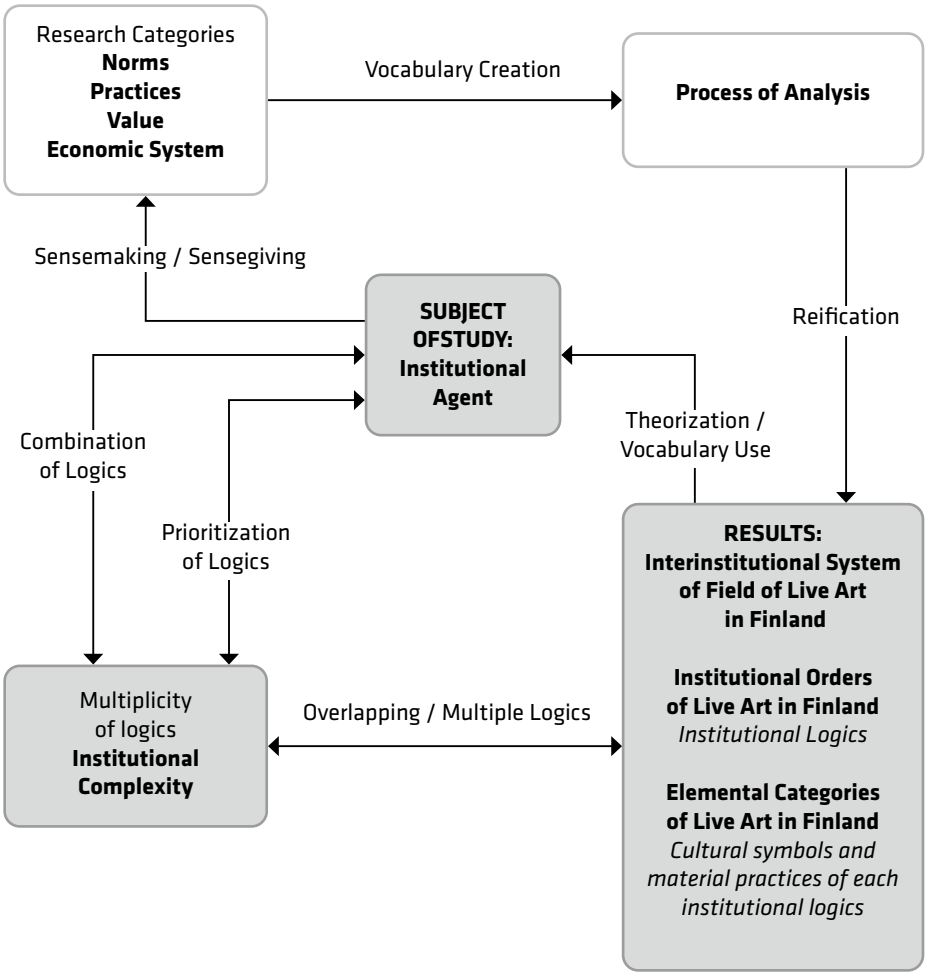 Research Categories
Norms
Practices
Value
Economic System
Vocabulary Creation
Process of Analysis
Sensemaking / Sensegiving
SUBJECT
OFSTUDY:
Institutional
Agent
Reification
Combination
of Logics
Theorization /
Vocabulary Use
Prioritization
of Logics
RESULTS:
Interinstitutional System
of Field of Live Art
in Finland
Institutional Orders
of Live Art in Finland
Institutional Logics
Elemental Categories
of Live Art in Finland
Cultural symbols and
material practices of each
institutional logics
Multiplicity
of logics
Institutional
Complexity
Overlapping / Multiple Logics